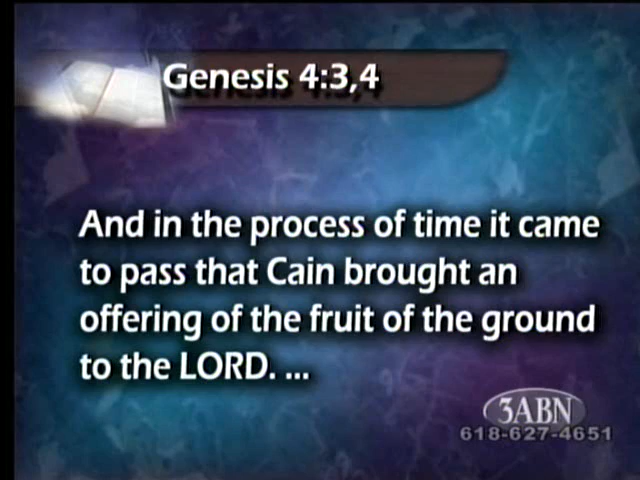 Genesis 4:3,4
And in the process of time it came
to pass that Cain brought an
offering of the fruit of the ground
to the LORD. ...
3ABN
618-627-4651